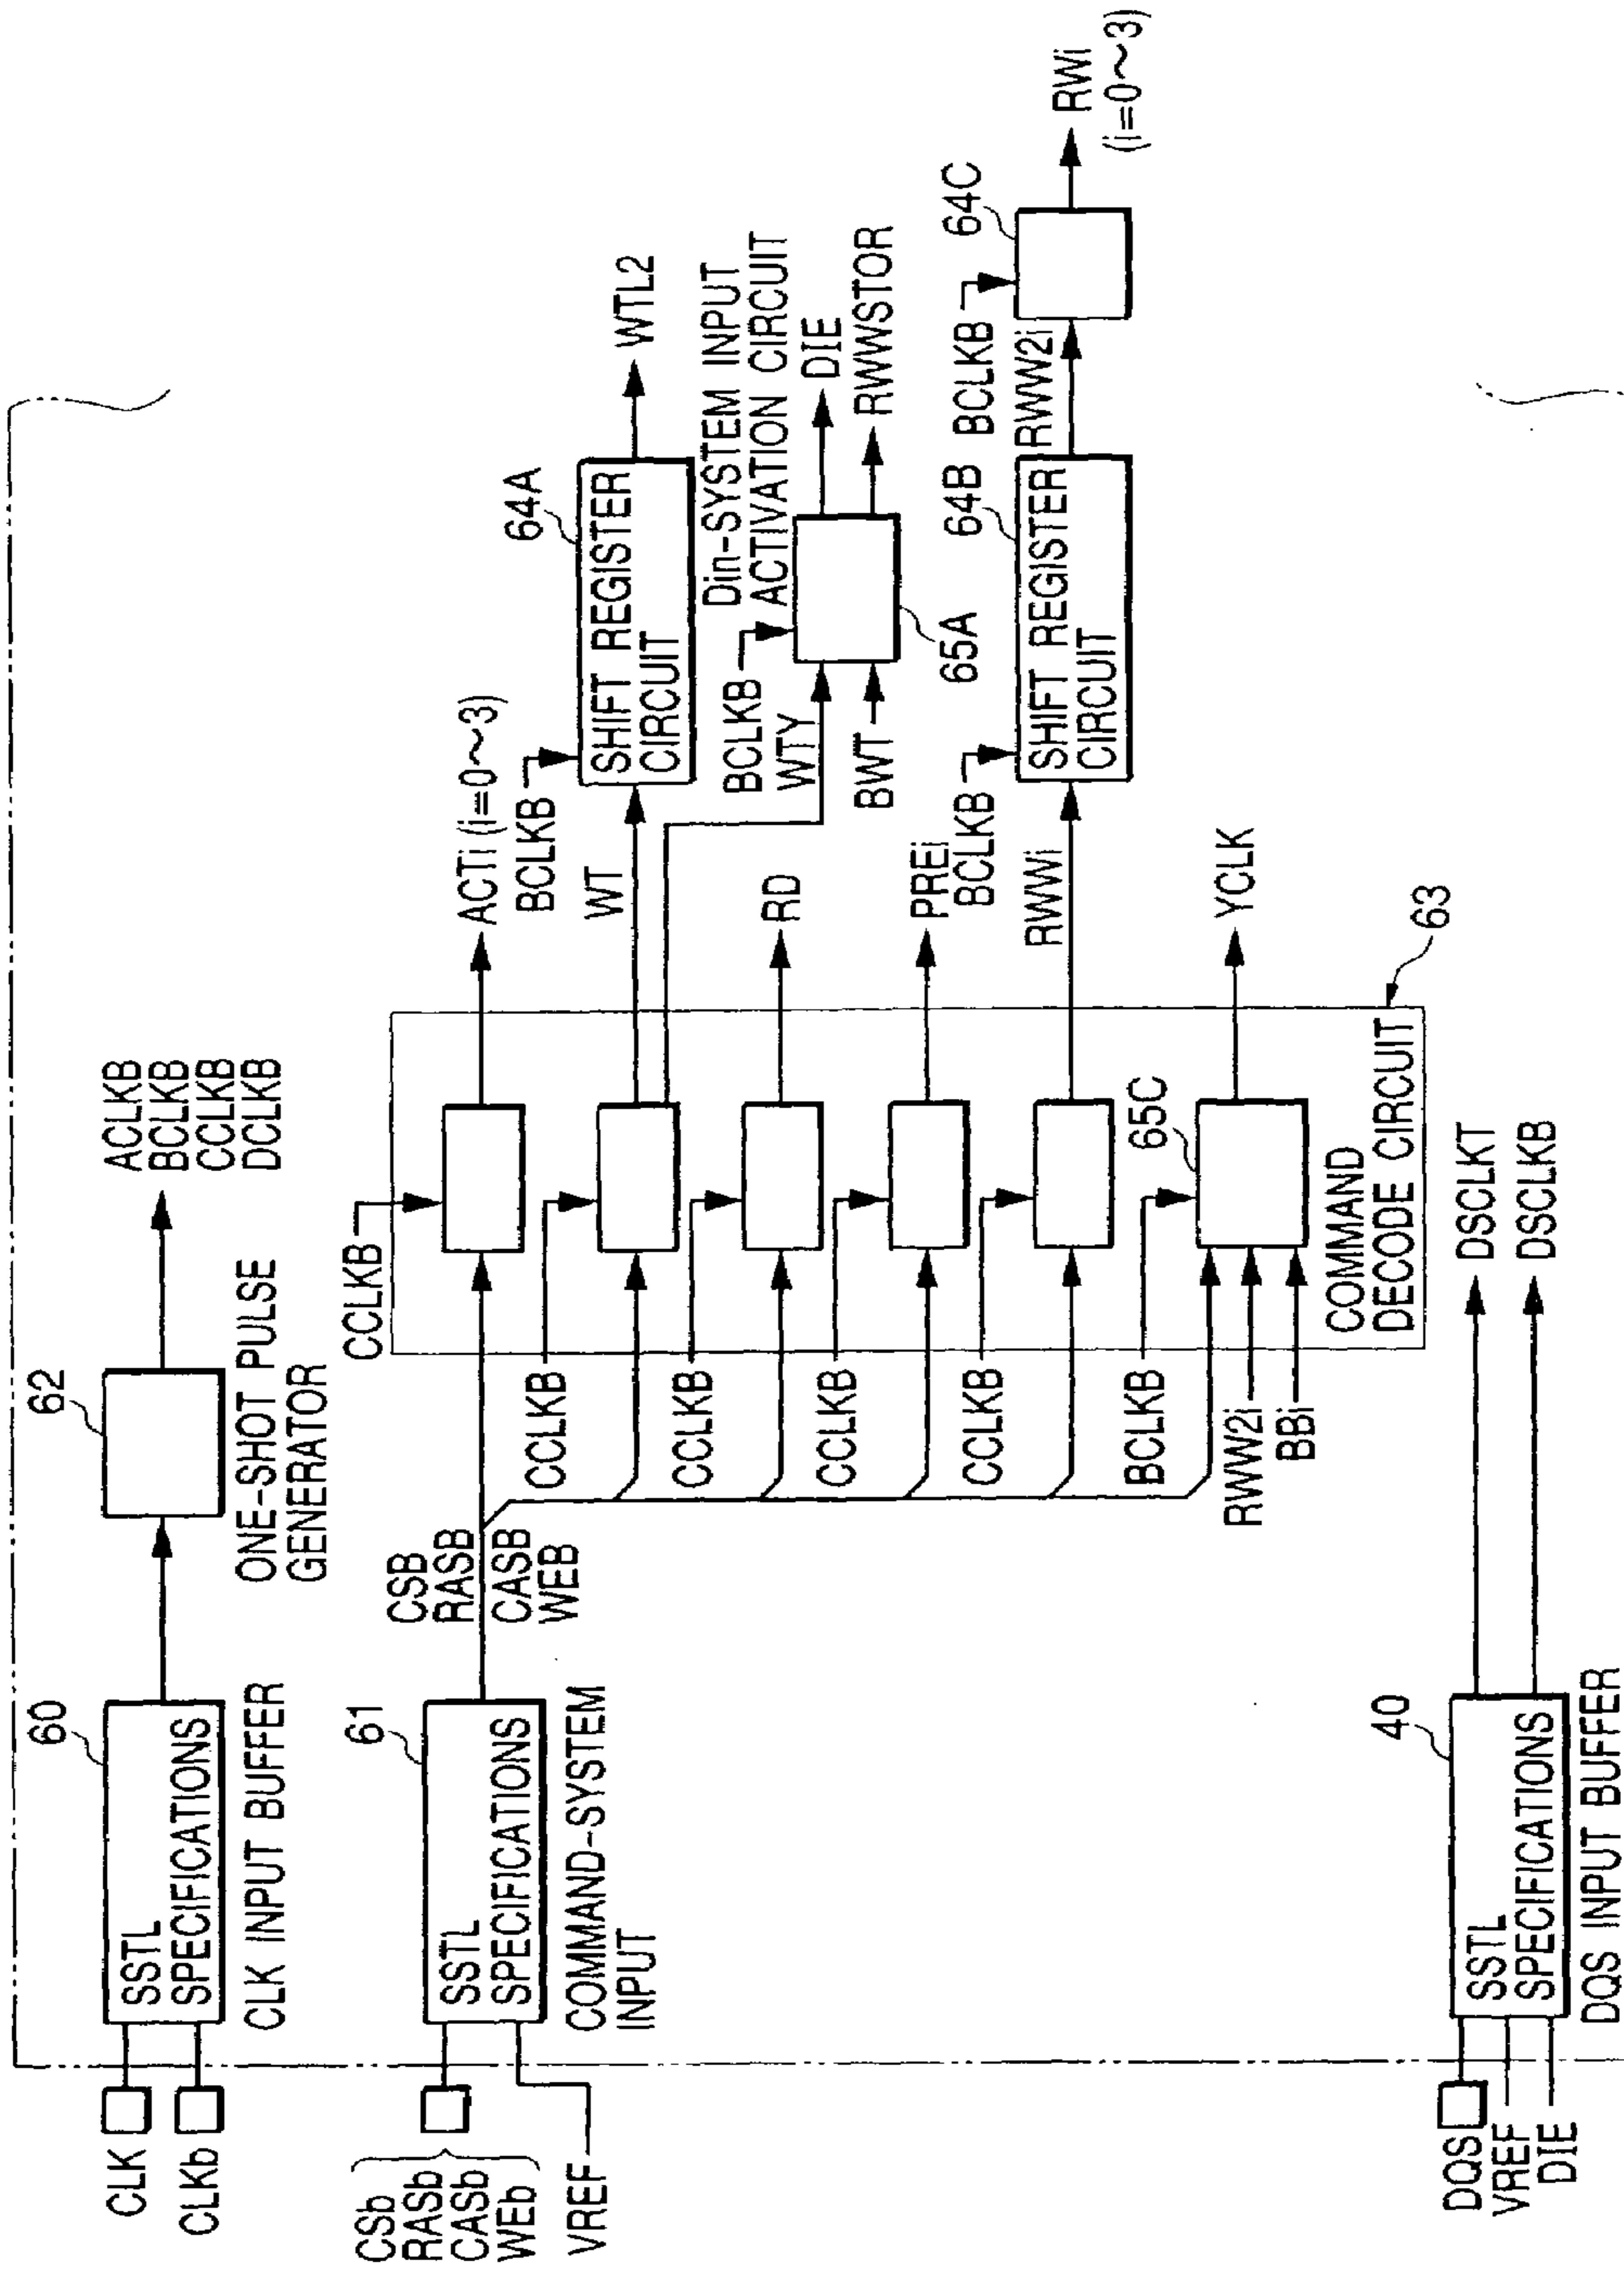 CLK
CLKb
60
SSTL
SPECIFICATIONS
CLK INPUT BUFFER
62
ONE-SHOT PULSE
GENERATOR
ACLKB
BCLKB
CCLKB
DCLKB
CSb
RASb
CASb
WEb
VREF
61
SSTL
SPECIFICATIONS
COMMAND-SYSTEM
INPUT
CSB
RASB
CASB
WEB
CCLKB
CCLKB
CCLKB
CCLKB
CCLKB
BCLKB
RWW2i
BBi
65C
COMMAND
DECODE CIRCUIT
63
ACTi (i=0~3)
BCLKB
WT
64A
SHIFT REGISTER
CIRCUIT
WTL2
Din-SYSTEM INPUT
ACTIVATION CIRCUIT
BCLKB
WTY
BWT
65A
DIE
RWWSTOR
RD
PREi
BCLKB
RWWi
64B
SHIFT REGISTER
CIRCUIT
RWW2i
BCLKB
64C
RWi
(i=0~3)
YCLK
DQS
VREF
DIE
40
SSTL
SPECIFICATIONS
DQS INPUT BUFFER
DSCLKT
DSCLKB